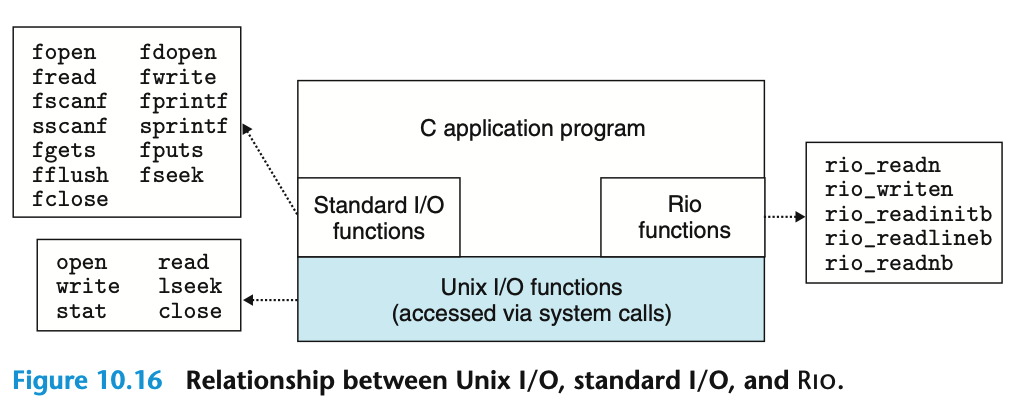 fopen fdopen
fread fwrite
fscanf fprintf
sscanf sprintf
fgets fputs
fflush fseek
fclose
open read
write lseek
stat close
C application program
Standard I/O
functions
Rio
functions
Unix I/O functions
(accessed via system calls)
rio_readn
rio_writen
rio_readinitb
rio_readlineb
rio_readnb
Figure 10.16 Relationship between Unix I/O, standard I/O, and RIO.